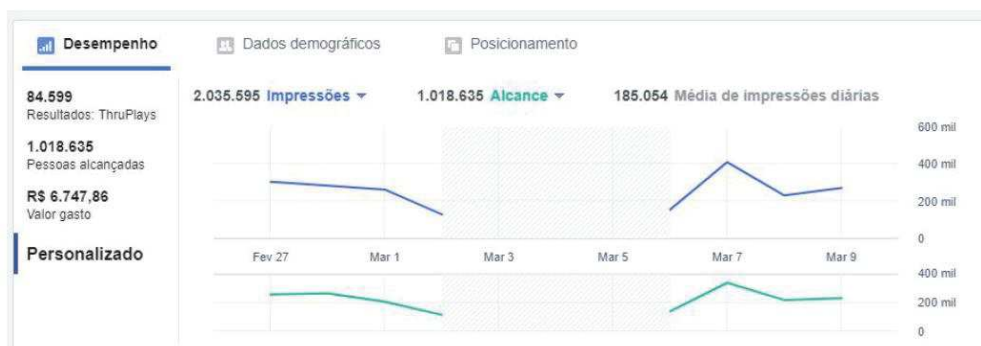 Desempenho Dados demográficos Posicionamento
84.599
Resultados: ThruPlays
1.018.635
Pessoas alcançadas
R$ 6.747,86
Valor gasto
Personalizado
2.035.595 Impressões 1.018.635 Alcance 185.054 Média de impressões diárias
600 mil
400 mil
200 mil
0
Fev 27 Mar 1 Mar 3 Mar 5 Mar 7 Mar 9
400 mil
200 mil
0